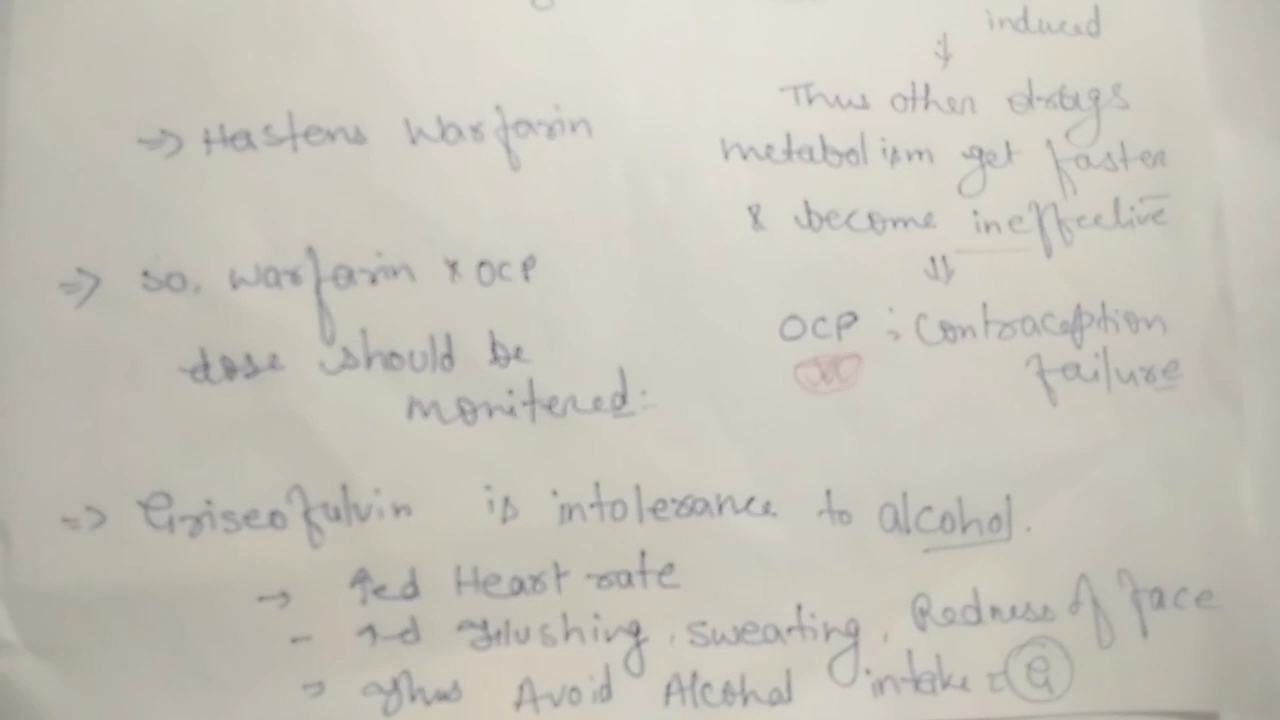 induced
↓
Thus other drugs
metabolism get faster
& become ineffective
⇓
OCP : Contraception
failure
⇒ Hastens Warfarin
⇒ so, warfarin & OCP
dose should be
monitered:
⇒ Griseofulvin is intolerance to alcohol.
→ ↑ed Heart rate
- ↑ed flushing, sweating, Redness of face
→ Thus Avoid Alcohol intake = G